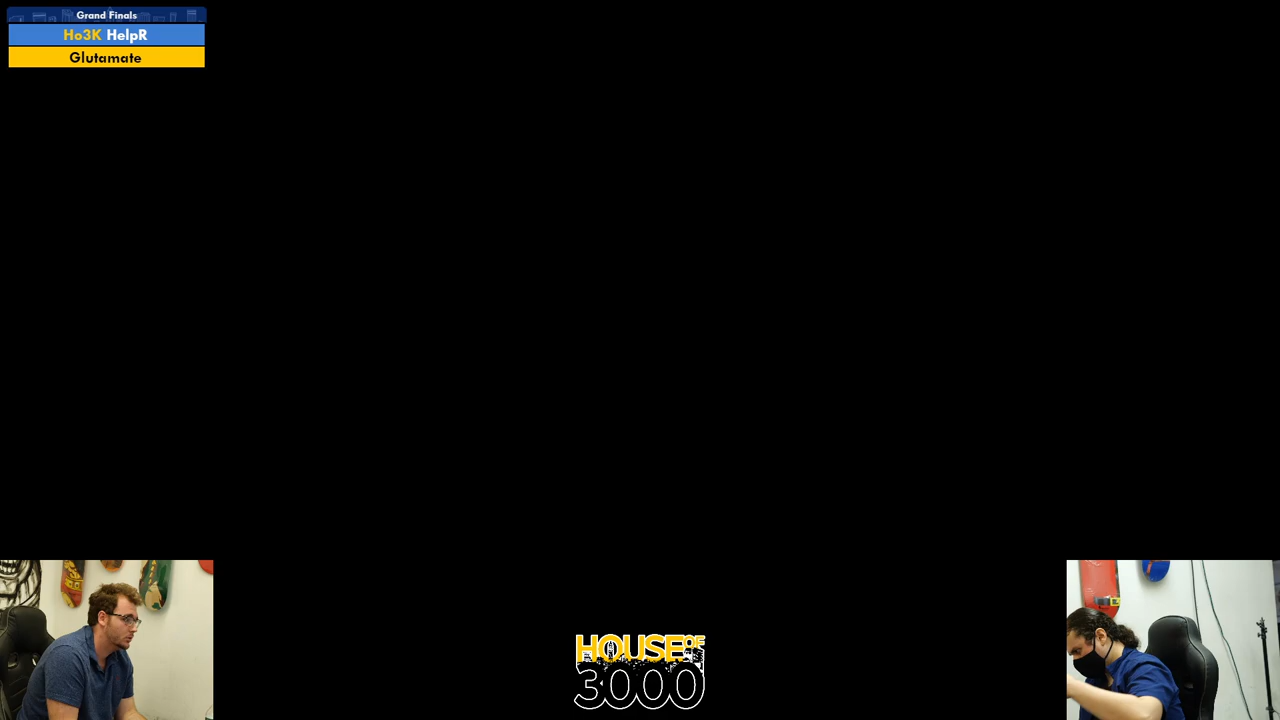 Grand Finals
Ho3K HelpR
Glutamate
HOUSE OF
3000